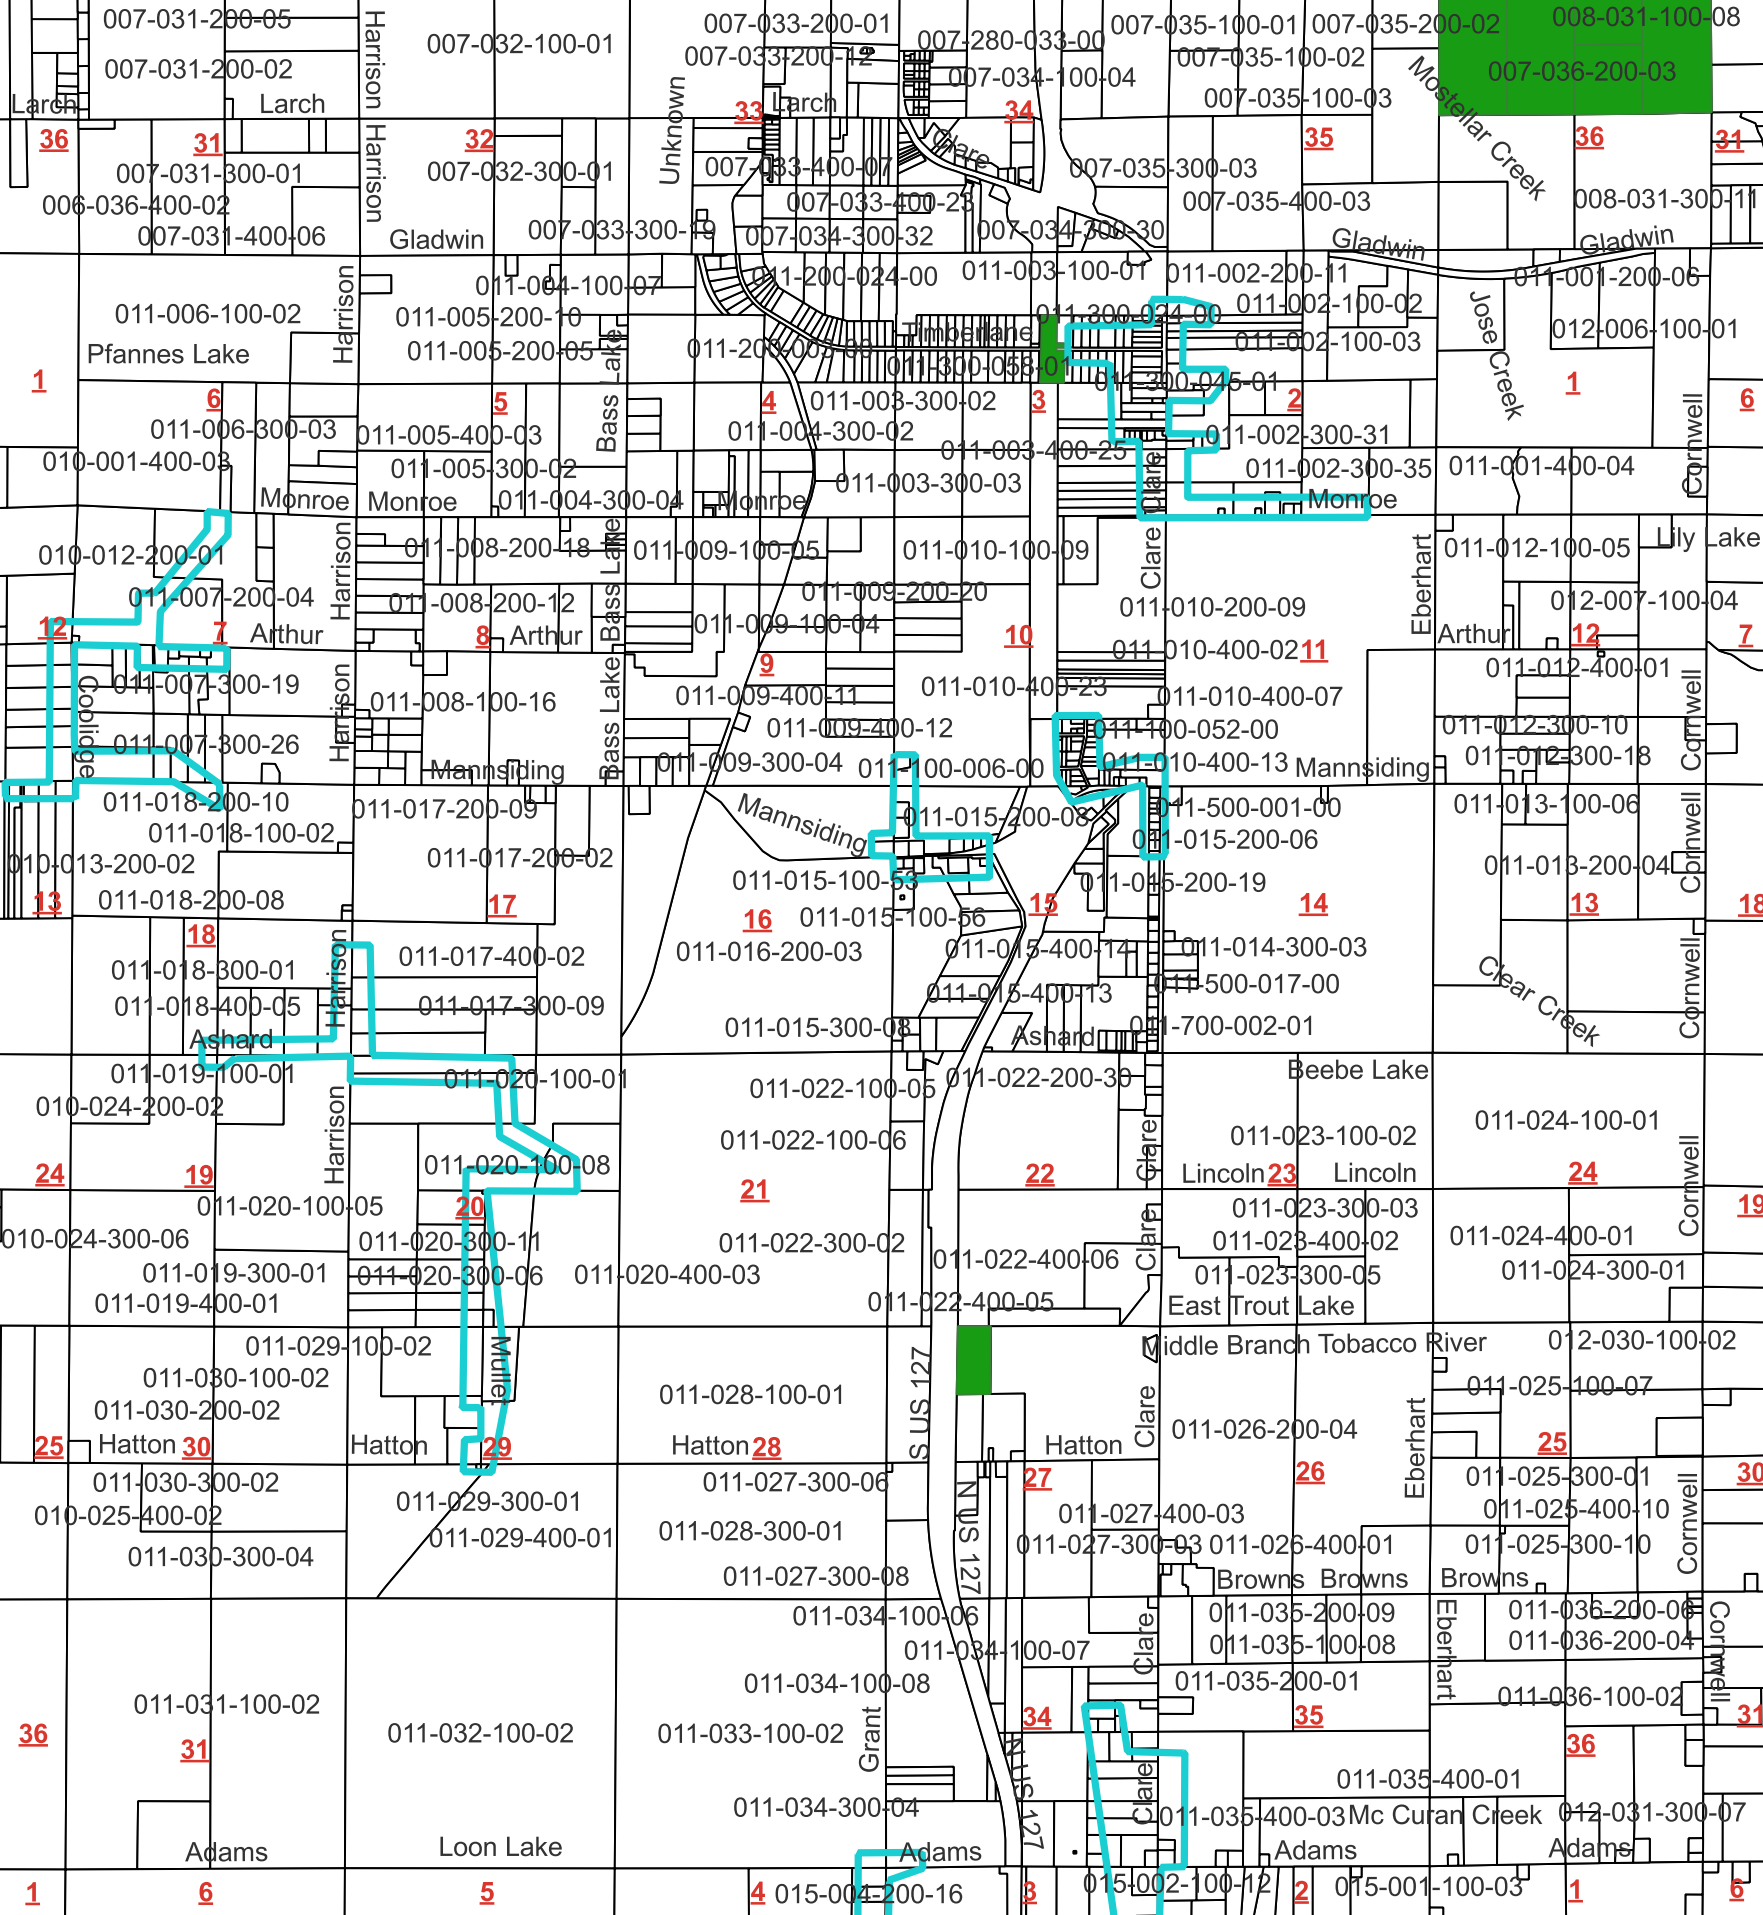 007-031-200-05
Harrison
007-032-100-01
007-033-200-01
007-035-100-01
007-035-200-02
008-031-100-08
007-280-033-00
007-033-200-12
007-035-100-02
007-031-200-02
007-034-100-04
007-036-200-03
007-035-100-03
Mostellar Creek
Larch
Larch
Larch
33
34
36
31
32
35
36
31
Harrison
Unknown
Clare
007-031-300-01
007-032-300-01
007-033-400-07
007-035-300-03
006-036-400-02
007-033-400-23
007-035-400-03
008-031-300-11
007-031-400-06
Gladwin
007-033-300-19
007-034-300-32
007-034-300-30
Gladwin
Gladwin
011-004-100-07
011-200-024-00
011-003-100-01
011-002-200-11
011-001-200-06
011-006-100-02
Harrison
011-005-200-10
011-300-024-00
011-002-100-02
Jose Creek
012-006-100-01
Pfannes Lake
011-005-200-05
Bass Lake
011-200-003-00
Timberlane
011-002-100-03
011-300-058-01
011-300-045-01
1
6
5
4
011-003-300-02
3
2
1
6
011-006-300-03
011-005-400-03
011-004-300-02
011-002-300-31
Cornwell
010-001-400-03
011-005-300-02
011-003-400-25
011-002-300-35
011-001-400-04
Monroe
Monroe
011-004-300-04
Monroe
011-003-300-03
Clare
Monroe
010-012-200-01
Harrison
011-008-200-18
Bass Lake
011-009-100-05
011-010-100-09
Clare
Eberhart
011-012-100-05
Lily Lake
011-007-200-04
011-008-200-12
011-009-200-20
011-010-200-09
012-007-100-04
12
7
Arthur
8
Arthur
011-009-100-04
10
011-010-400-02
11
Arthur
12
7
9
Coolidge
011-007-300-19
Harrison
011-008-100-16
Bass Lake
011-009-400-11
011-010-400-23
011-010-400-07
011-012-400-01
Cornwell
011-007-300-26
011-009-400-12
011-100-052-00
011-012-300-10
Mannsiding
011-009-300-04
011-100-006-00
011-010-400-13
Mannsiding
011-012-300-18
011-018-200-10
011-017-200-09
Mannsiding
011-015-200-08
011-500-001-00
011-013-100-06
011-018-100-02
011-015-200-06
010-013-200-02
011-017-200-02
011-013-200-04
Cornwell
011-015-100-53
011-015-200-19
13
011-018-200-08
17
16
011-015-100-56
15
14
13
18
18
Harrison
011-017-400-02
011-016-200-03
011-015-400-14
011-014-300-03
Clear Creek
Cornwell
011-018-300-01
011-500-017-00
011-018-400-05
011-017-300-09
011-015-400-13
Ashard
011-015-300-08
Ashard
011-700-002-01
011-019-100-01
011-020-100-01
011-022-100-05
011-022-200-30
Beebe Lake
010-024-200-02
Harrison
011-022-100-06
Clare
011-023-100-02
011-024-100-01
24
19
011-020-100-08
21
22
Lincoln
23
Lincoln
24
Cornwell
011-020-100-05
20
011-023-300-03
19
010-024-300-06
011-020-300-11
011-022-300-02
011-022-400-06
Clare
011-023-400-02
011-024-400-01
011-019-300-01
011-020-300-06
011-020-400-03
011-023-300-05
011-024-300-01
011-019-400-01
011-022-400-05
East Trout Lake
011-029-100-02
Mullet
Middle Branch Tobacco River
012-030-100-02
011-030-100-02
011-028-100-01
S US 127
011-025-100-07
011-030-200-02
Clare
011-026-200-04
Eberhart
25
Hatton
30
Hatton
29
Hatton
28
Hatton
25
011-030-300-02
011-027-300-06
27
26
011-025-300-01
30
010-025-400-02
011-029-300-01
N US 127
011-027-400-03
011-025-400-10
Cornwell
011-030-300-04
011-029-400-01
011-028-300-01
011-027-300-03
011-026-400-01
011-025-300-10
011-027-300-08
Browns
Browns
Browns
011-034-100-06
011-035-200-09
Eberhart
011-036-200-06
Cornwell
011-034-100-07
Clare
011-035-100-08
011-036-200-04
011-031-100-02
011-034-100-08
011-035-200-01
011-036-100-02
36
31
011-032-100-02
011-033-100-02
Grant
34
35
36
31
N US 127
Clare
011-035-400-01
011-034-300-04
011-035-400-03
Mc Curan Creek
012-031-300-07
Adams
Loon Lake
Adams
Adams
Adams
1
6
5
4
015-004-200-16
3
015-002-100-12
2
015-001-100-03
1
6